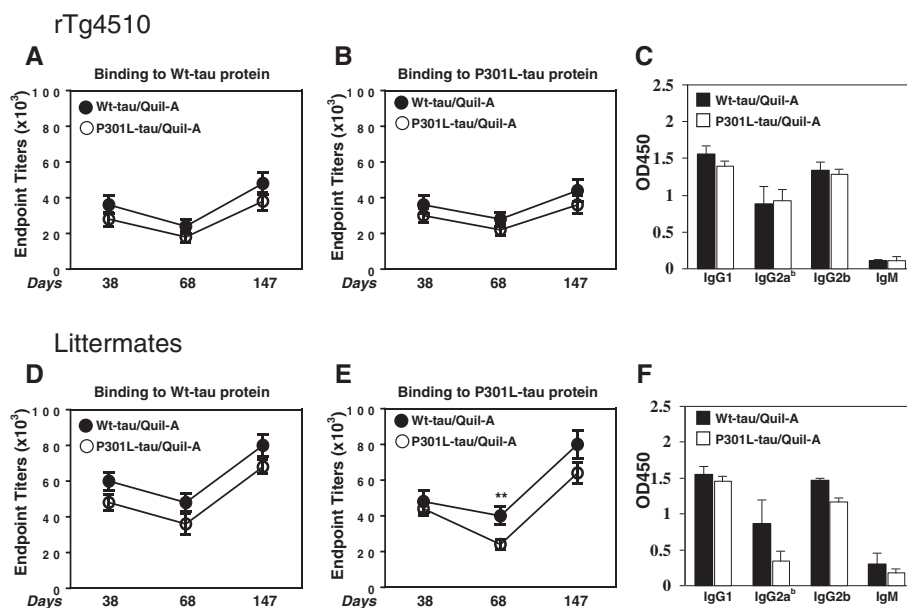 rTg4510
A
Binding to Wt-tau protein
Endpoint Titers (x10³)
100
80
60
40
20
0
Wt-tau/Quil-A
P301L-tau/Quil-A
Days 38 68 147
B
Binding to P301L-tau protein
Endpoint Titers (x10³)
100
80
60
40
20
0
Wt-tau/Quil-A
P301L-tau/Quil-A
Days 38 68 147
C
OD450
2.5
2
1.5
1
0.5
0
Wt-tau/Quil-A
P301L-tau/Quil-A
IgG1 IgG2aᵇ IgG2b IgM
Littermates
D
Binding to Wt-tau protein
Endpoint Titers (x10³)
100
80
60
40
20
0
Wt-tau/Quil-A
P301L-tau/Quil-A
Days 38 68 147
E
Binding to P301L-tau protein
Endpoint Titers (x10³)
100
80
60
40
20
0
Wt-tau/Quil-A
P301L-tau/Quil-A
**
Days 38 68 147
F
OD450
2.5
2
1.5
1
0.5
0
Wt-tau/Quil-A
P301L-tau/Quil-A
IgG1 IgG2aᵇ IgG2b IgM